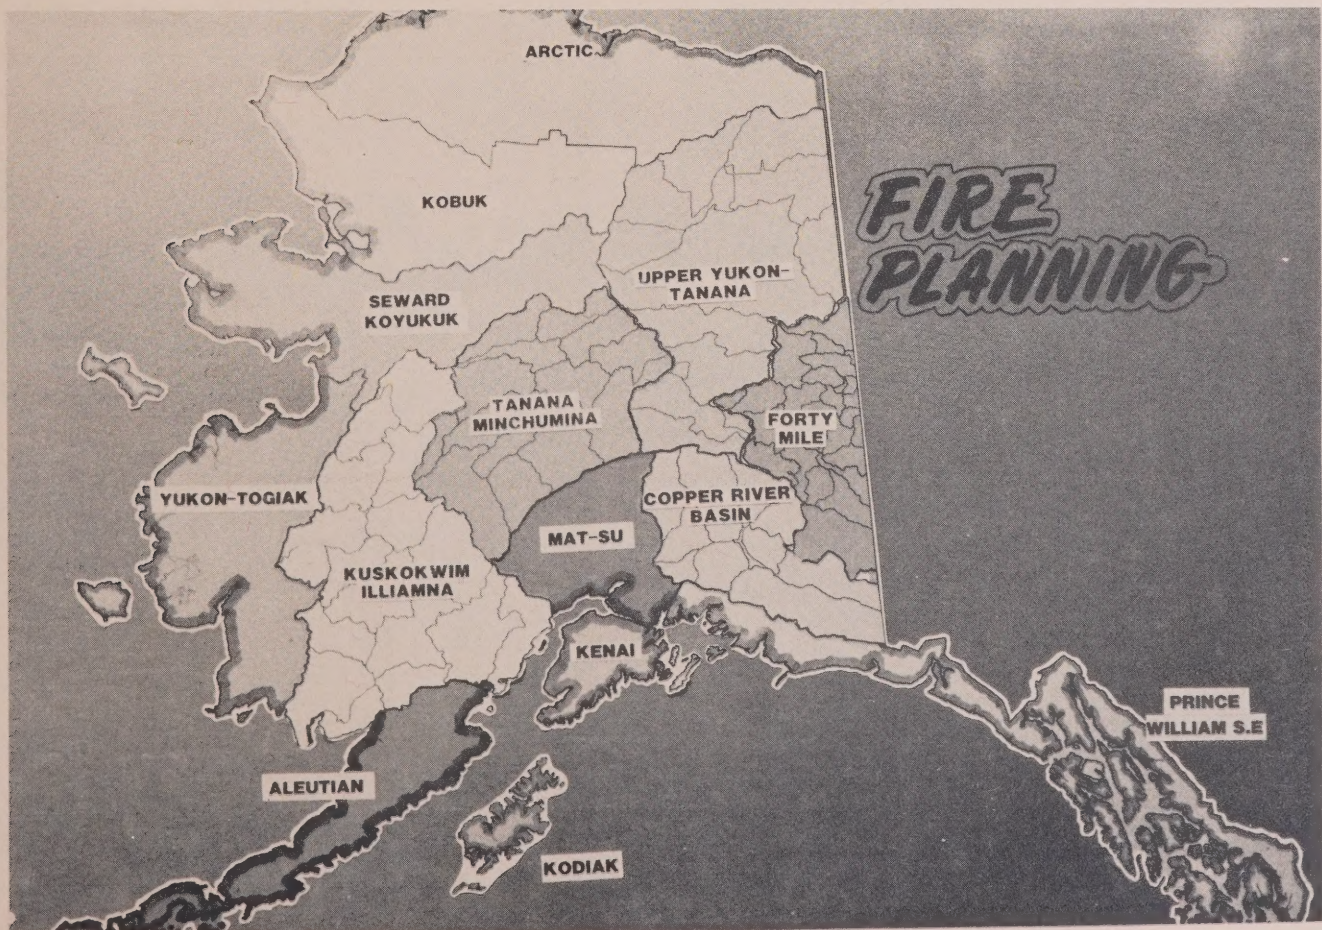 ARCTIC
FIRE
PLANNING
KOBUK
UPPER YUKON-
TANANA
SEWARD
KOYUKUK
TANANA
MINCHUMINA
FORTY
MILE
YUKON-TOGIAK
COPPER RIVER
BASIN
MAT-SU
KUSKOKWIM
ILLIAMNA
KENAI
PRINCE
WILLIAM S.E
ALEUTIAN
KODIAK